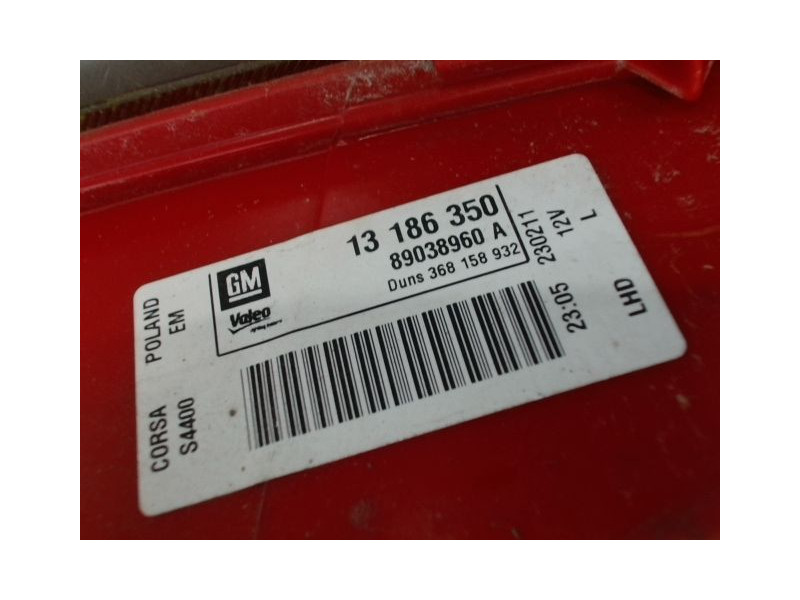 13 186 350
89038960 A
Duns 368 158 932
GM
Valeo
230211
12V
L
23:05
LHD
POLAND
EM
CORSA
S4400